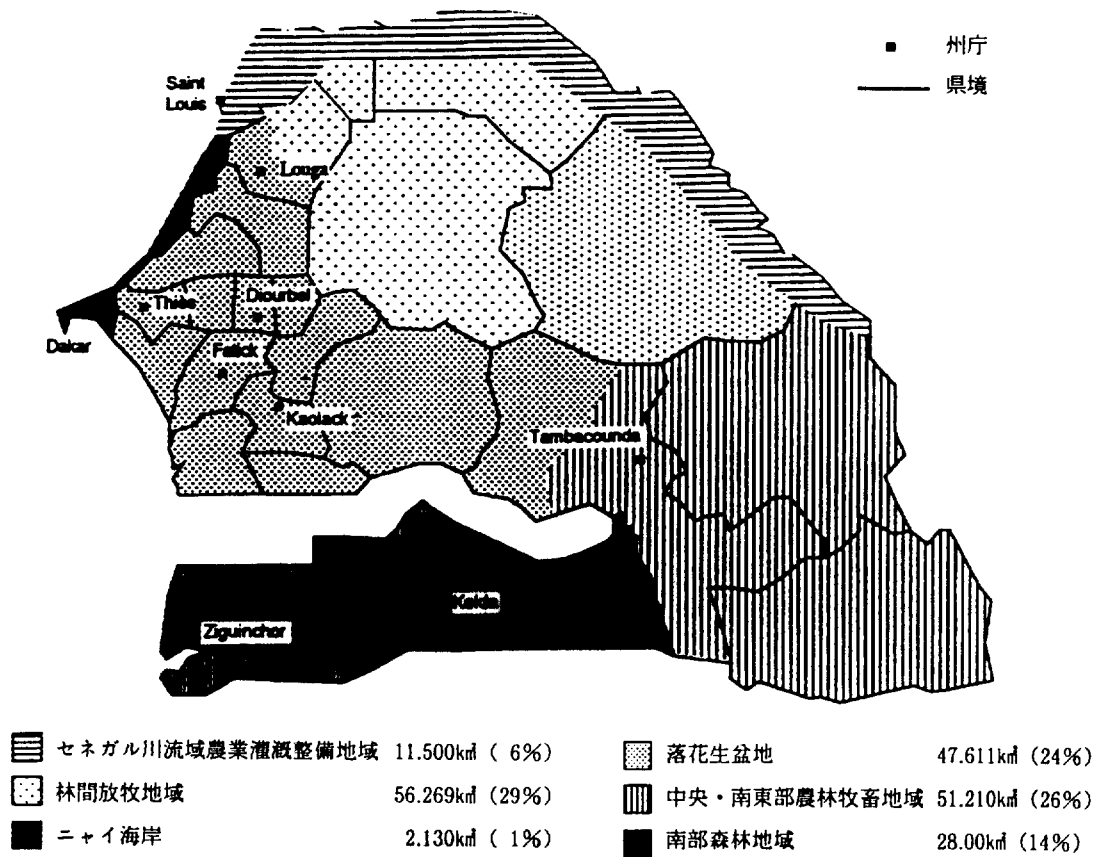 州庁
県境
Saint
Louis
Louga
Thiès
Diourbel
Dakar
Fatick
Kaolack
Tambacounda
Kolda
Ziguinchor
セネガル川流域農業灌漑整備地域 11.500k㎡ ( 6%)
林間放牧地域 56.269k㎡ (29%)
ニャイ海岸 2.130k㎡ ( 1%)
落花生盆地 47.611k㎡ (24%)
中央・南東部農林牧畜地域 51.210k㎡ (26%)
南部森林地域 28.00k㎡ (14%)